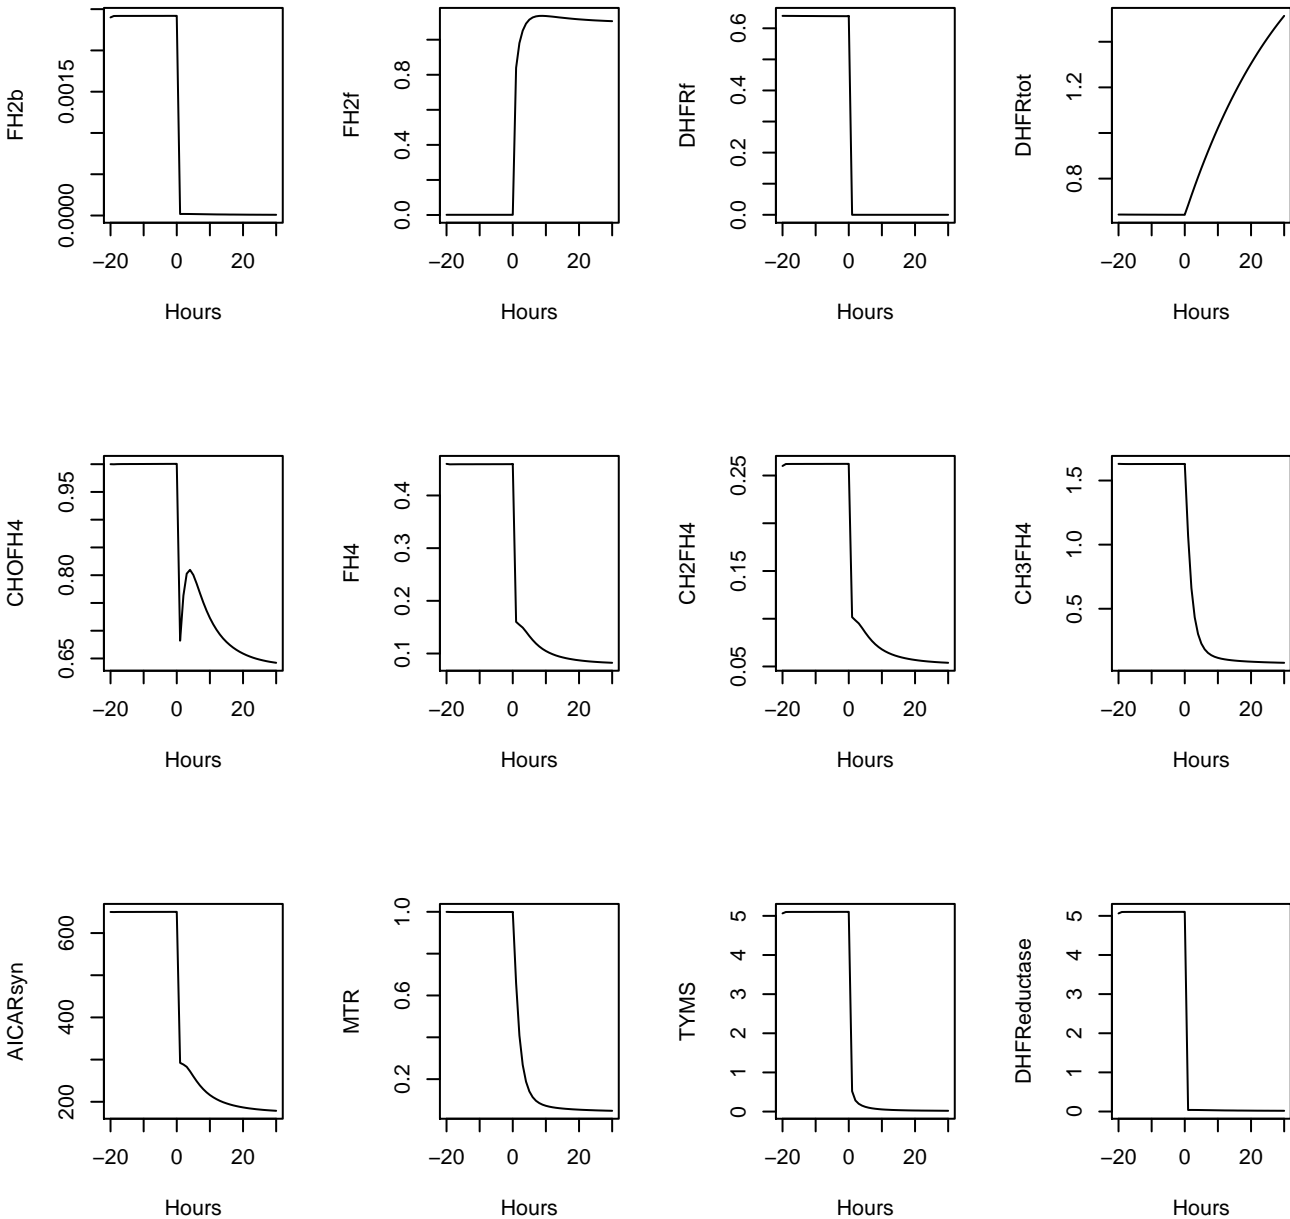 FH2b
0.0000 0.0015
−20 0 20
Hours
FH2f
0.0 0.4 0.8
−20 0 20
Hours
DHFRf
0.0 0.2 0.4 0.6
−20 0 20
Hours
DHFRtot
0.8 1.2
−20 0 20
Hours
CHOFH4
0.65 0.80 0.95
−20 0 20
Hours
FH4
0.1 0.2 0.3 0.4
−20 0 20
Hours
CH2FH4
0.05 0.15 0.25
−20 0 20
Hours
CH3FH4
0.5 1.0 1.5
−20 0 20
Hours
AICARsyn
200 400 600
−20 0 20
Hours
MTR
0.2 0.6 1.0
−20 0 20
Hours
TYMS
0 1 2 3 4 5
−20 0 20
Hours
DHFReductase
0 1 2 3 4 5
−20 0 20
Hours